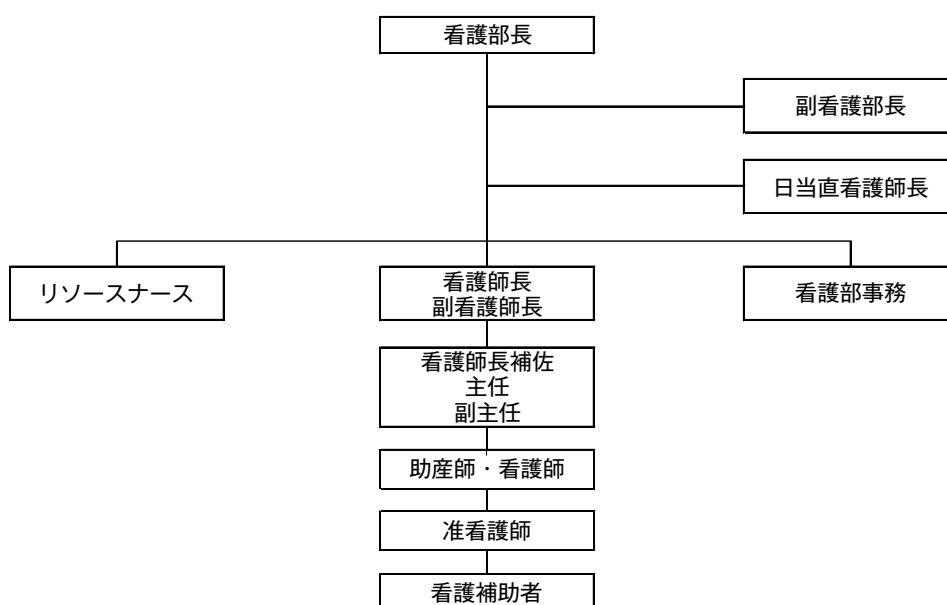 看護部長
副看護部長
日当直看護師長
リソースナース
看護師長
副看護師長
看護部事務
看護師長補佐
主任
副主任
助産師・看護師
准看護師
看護補助者